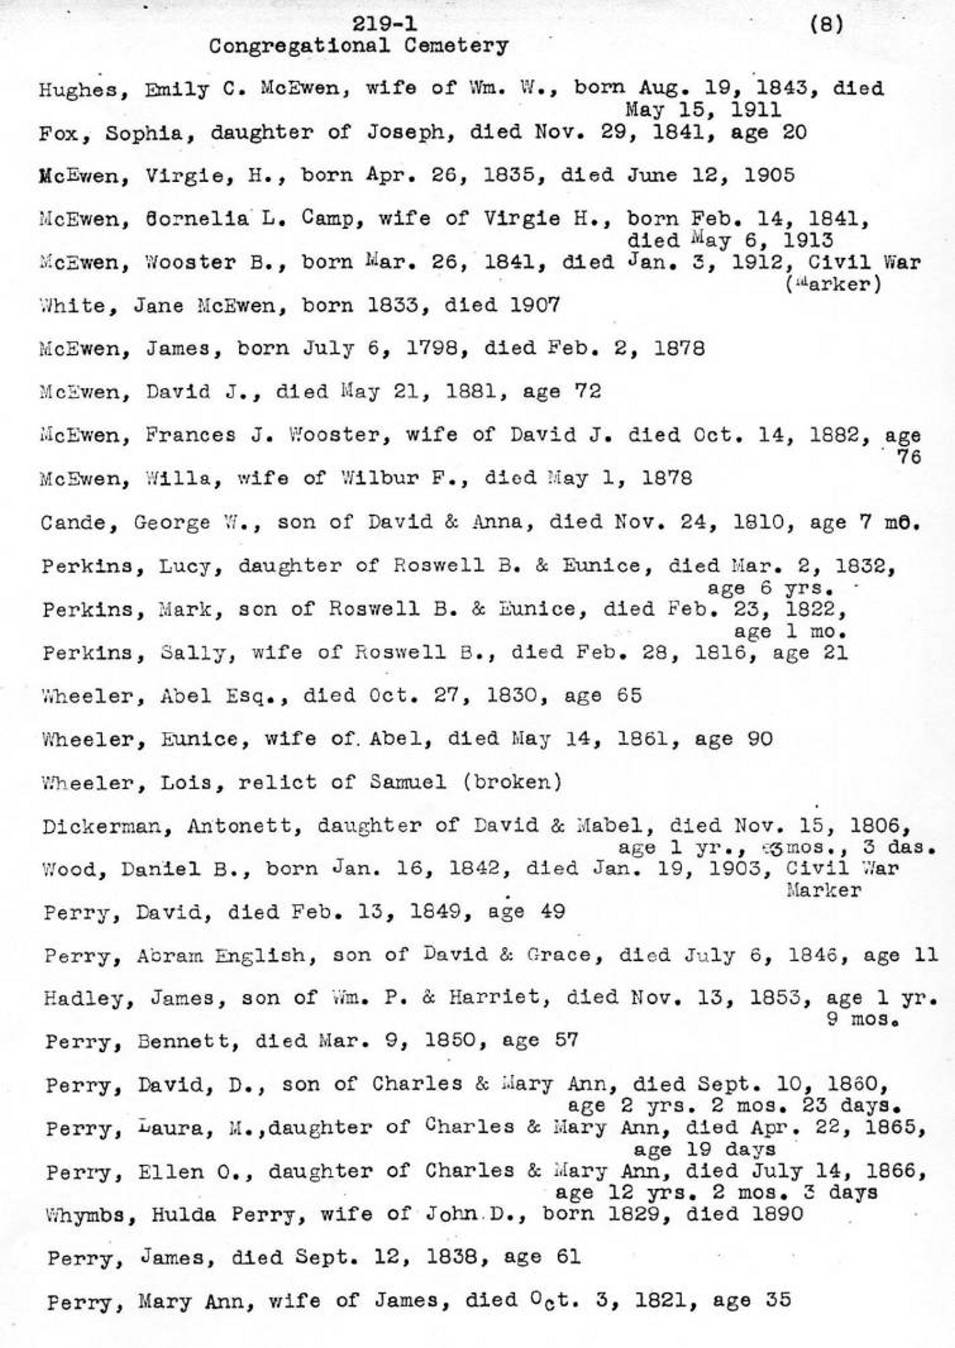 219-1 (8)
Congregational Cemetery
Hughes, Emily C. McEwen, wife of Wm. W., born Aug. 19, 1843, died
May 15, 1911
Fox, Sophia, daughter of Joseph, died Nov. 29, 1841, age 20
McEwen, Virgie, H., born Apr. 26, 1835, died June 12, 1905
McEwen, Cornelia L. Camp, wife of Virgie H., born Feb. 14, 1841,
died May 6, 1913
McEwen, Wooster B., born Mar. 26, 1841, died Jan. 3, 1912, Civil War
(Marker)
White, Jane McEwen, born 1833, died 1907
McEwen, James, born July 6, 1798, died Feb. 2, 1878
McEwen, David J., died May 21, 1881, age 72
McEwen, Frances J. Wooster, wife of David J. died Oct. 14, 1882, age
76
McEwen, Willa, wife of Wilbur F., died May 1, 1878
Cande, George W., son of David & Anna, died Nov. 24, 1810, age 7 mo.
Perkins, Lucy, daughter of Roswell B. & Eunice, died Mar. 2, 1832,
age 6 yrs.
Perkins, Mark, son of Roswell B. & Eunice, died Feb. 23, 1822,
age 1 mo.
Perkins, Sally, wife of Roswell B., died Feb. 28, 1816, age 21
Wheeler, Abel Esq., died Oct. 27, 1830, age 65
Wheeler, Eunice, wife of. Abel, died May 14, 1861, age 90
Wheeler, Lois, relict of Samuel (broken)
Dickerman, Antonett, daughter of David & Mabel, died Nov. 15, 1806,
age 1 yr., 3mos., 3 das.
Wood, Daniel B., born Jan. 16, 1842, died Jan. 19, 1903, Civil War
Marker
Perry, David, died Feb. 13, 1849, age 49
Perry, Abram English, son of David & Grace, died July 6, 1846, age 11
Hadley, James, son of Wm. P. & Harriet, died Nov. 13, 1853, age 1 yr.
9 mos.
Perry, Bennett, died Mar. 9, 1850, age 57
Perry, David, D., son of Charles & Mary Ann, died Sept. 10, 1860,
age 2 yrs. 2 mos. 23 days.
Perry, Laura, M.,daughter of Charles & Mary Ann, died Apr. 22, 1865,
age 19 days
Perry, Ellen O., daughter of Charles & Mary Ann, died July 14, 1866,
age 12 yrs. 2 mos. 3 days
Whymbs, Hulda Perry, wife of John D., born 1829, died 1890
Perry, James, died Sept. 12, 1838, age 61
Perry, Mary Ann, wife of James, died Oct. 3, 1821, age 35